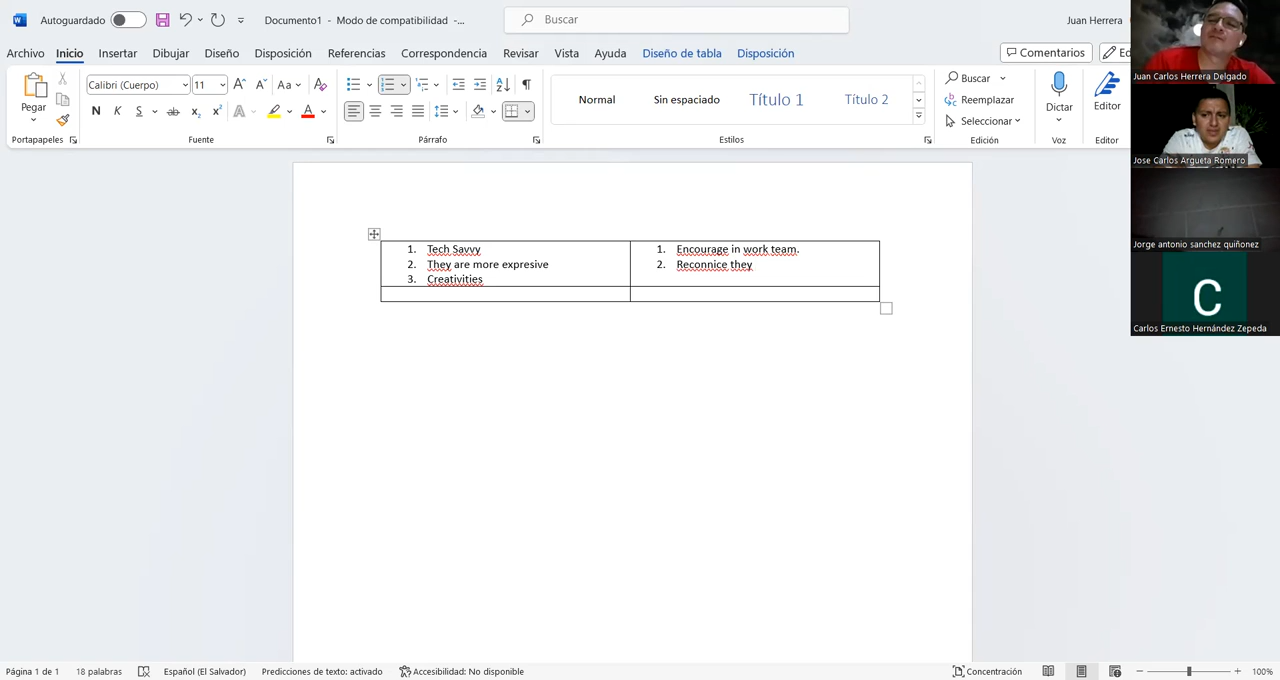 Autoguardado
Documento1 - Modo de compatibilidad -...
Buscar
Juan Herrera
Archivo Inicio Insertar Dibujar Diseño Disposición Referencias Correspondencia Revisar Vista Ayuda Diseño de tabla Disposición
Comentarios
Pegar
Portapapeles
Calibri (Cuerpo) 11
Fuente
Párrafo
Normal
Sin espaciado
Título 1
Título 2
Estilos
Buscar
Reemplazar
Seleccionar
Edición
Dictar
Voz
Editor
Editor
Juan Carlos Herrera Delgado
Jose Carlos Argueta Romero
Jorge antonio sanchez quiñonez
C
Carlos Ernesto Hernández Zepeda
1. Tech Savvy
2. They are more expresive
3. Creativities
1. Encourage in work team.
2. Reconnice they
Página 1 de 1 18 palabras Español (El Salvador) Predicciones de texto: activado Accesibilidad: No disponible Concentración 100%